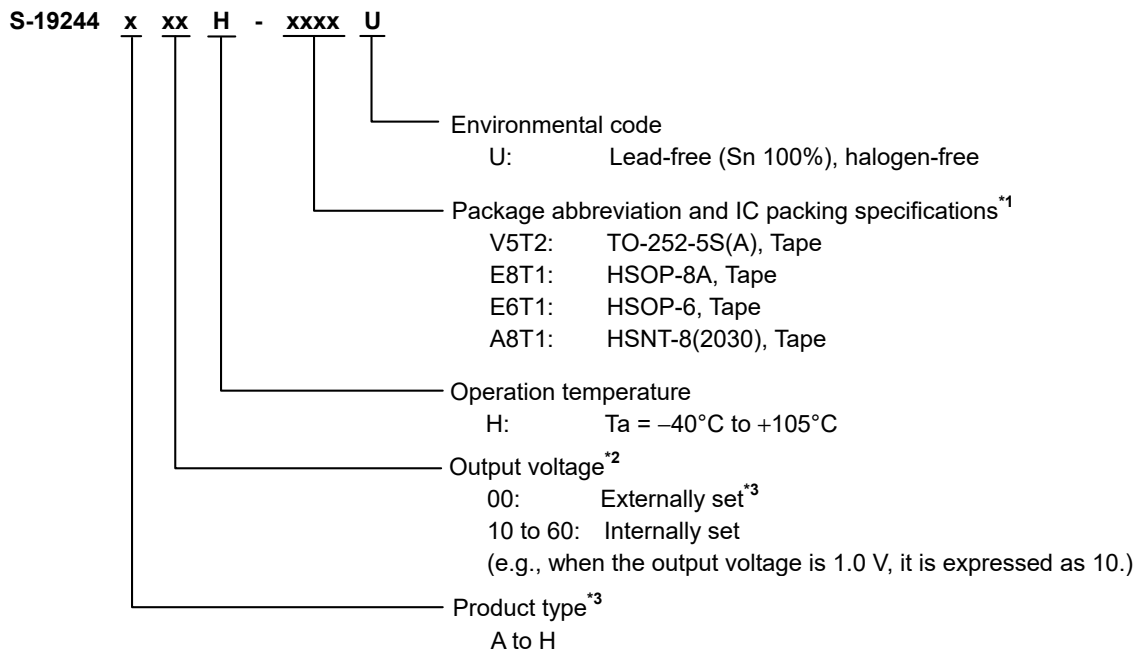 S-19244 x xx H - xxxx U
Environmental code
U: Lead-free (Sn 100%), halogen-free
Package abbreviation and IC packing specifications*1
V5T2: TO-252-5S(A), Tape
E8T1: HSOP-8A, Tape
E6T1: HSOP-6, Tape
A8T1: HSNT-8(2030), Tape
Operation temperature
H: Ta = −40°C to +105°C
Output voltage*2
00: Externally set*3
10 to 60: Internally set
(e.g., when the output voltage is 1.0 V, it is expressed as 10.)
Product type*3
A to H